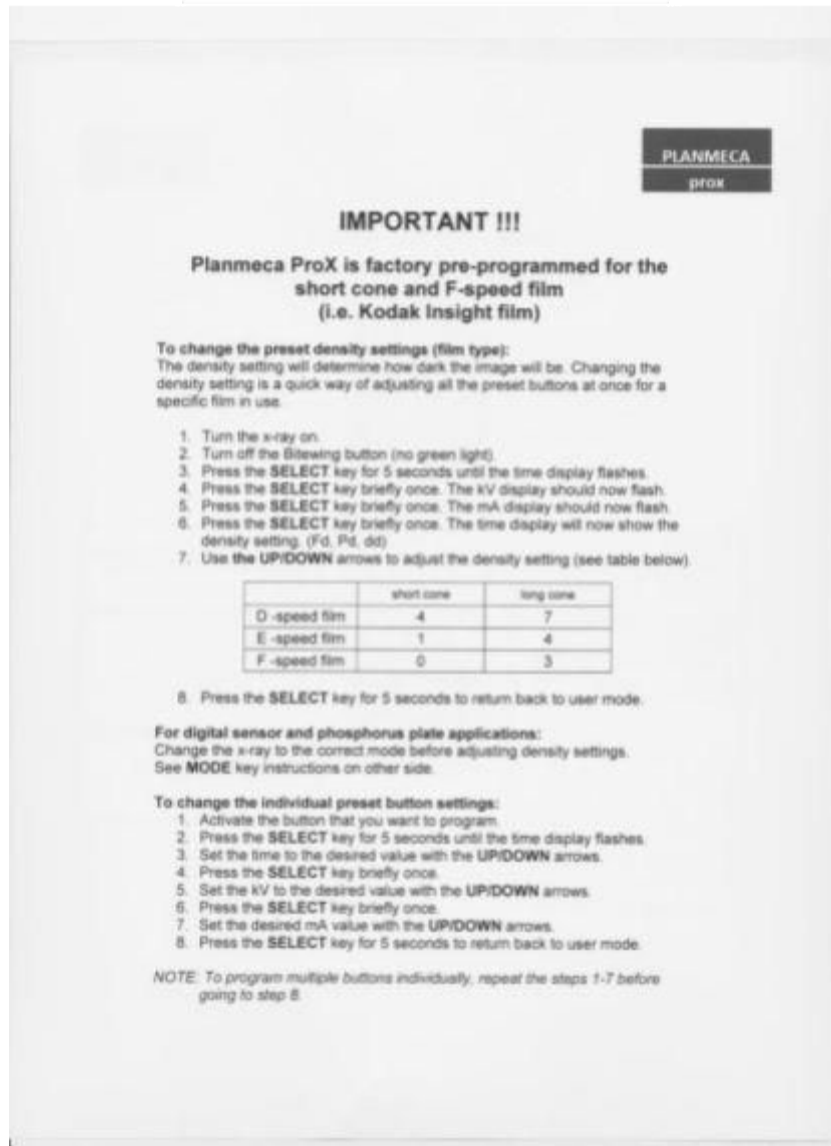 PLANMECA
prox
IMPORTANT !!!
Planmeca ProX is factory pre-programmed for the
short cone and F-speed film
(i.e. Kodak Insight film)
To change the preset density settings (film type):
The density setting will determine how dark the image will be. Changing the
density setting is a quick way of adjusting all the preset buttons at once for a
specific film in use.
1. Turn the x-ray on.
2. Turn off the Bitewing button (no green light).
3. Press the SELECT key for 5 seconds until the time display flashes.
4. Press the SELECT key briefly once. The kV display should now flash.
5. Press the SELECT key briefly once. The mA display should now flash.
6. Press the SELECT key briefly once. The time display will now show the
density setting. (Fd, Pd, dd)
7. Use the UP/DOWN arrows to adjust the density setting (see table below).
short cone long cone
D -speed film 4 7
E -speed film 1 4
F -speed film 0 3
8. Press the SELECT key for 5 seconds to return back to user mode.
For digital sensor and phosphorus plate applications:
Change the x-ray to the correct mode before adjusting density settings.
See MODE key instructions on other side.
To change the individual preset button settings:
1. Activate the button that you want to program.
2. Press the SELECT key for 5 seconds until the time display flashes.
3. Set the time to the desired value with the UP/DOWN arrows.
4. Press the SELECT key briefly once.
5. Set the kV to the desired value with the UP/DOWN arrows.
6. Press the SELECT key briefly once.
7. Set the desired mA value with the UP/DOWN arrows.
8. Press the SELECT key for 5 seconds to return back to user mode.
NOTE: To program multiple buttons individually, repeat the steps 1-7 before
going to step 8.